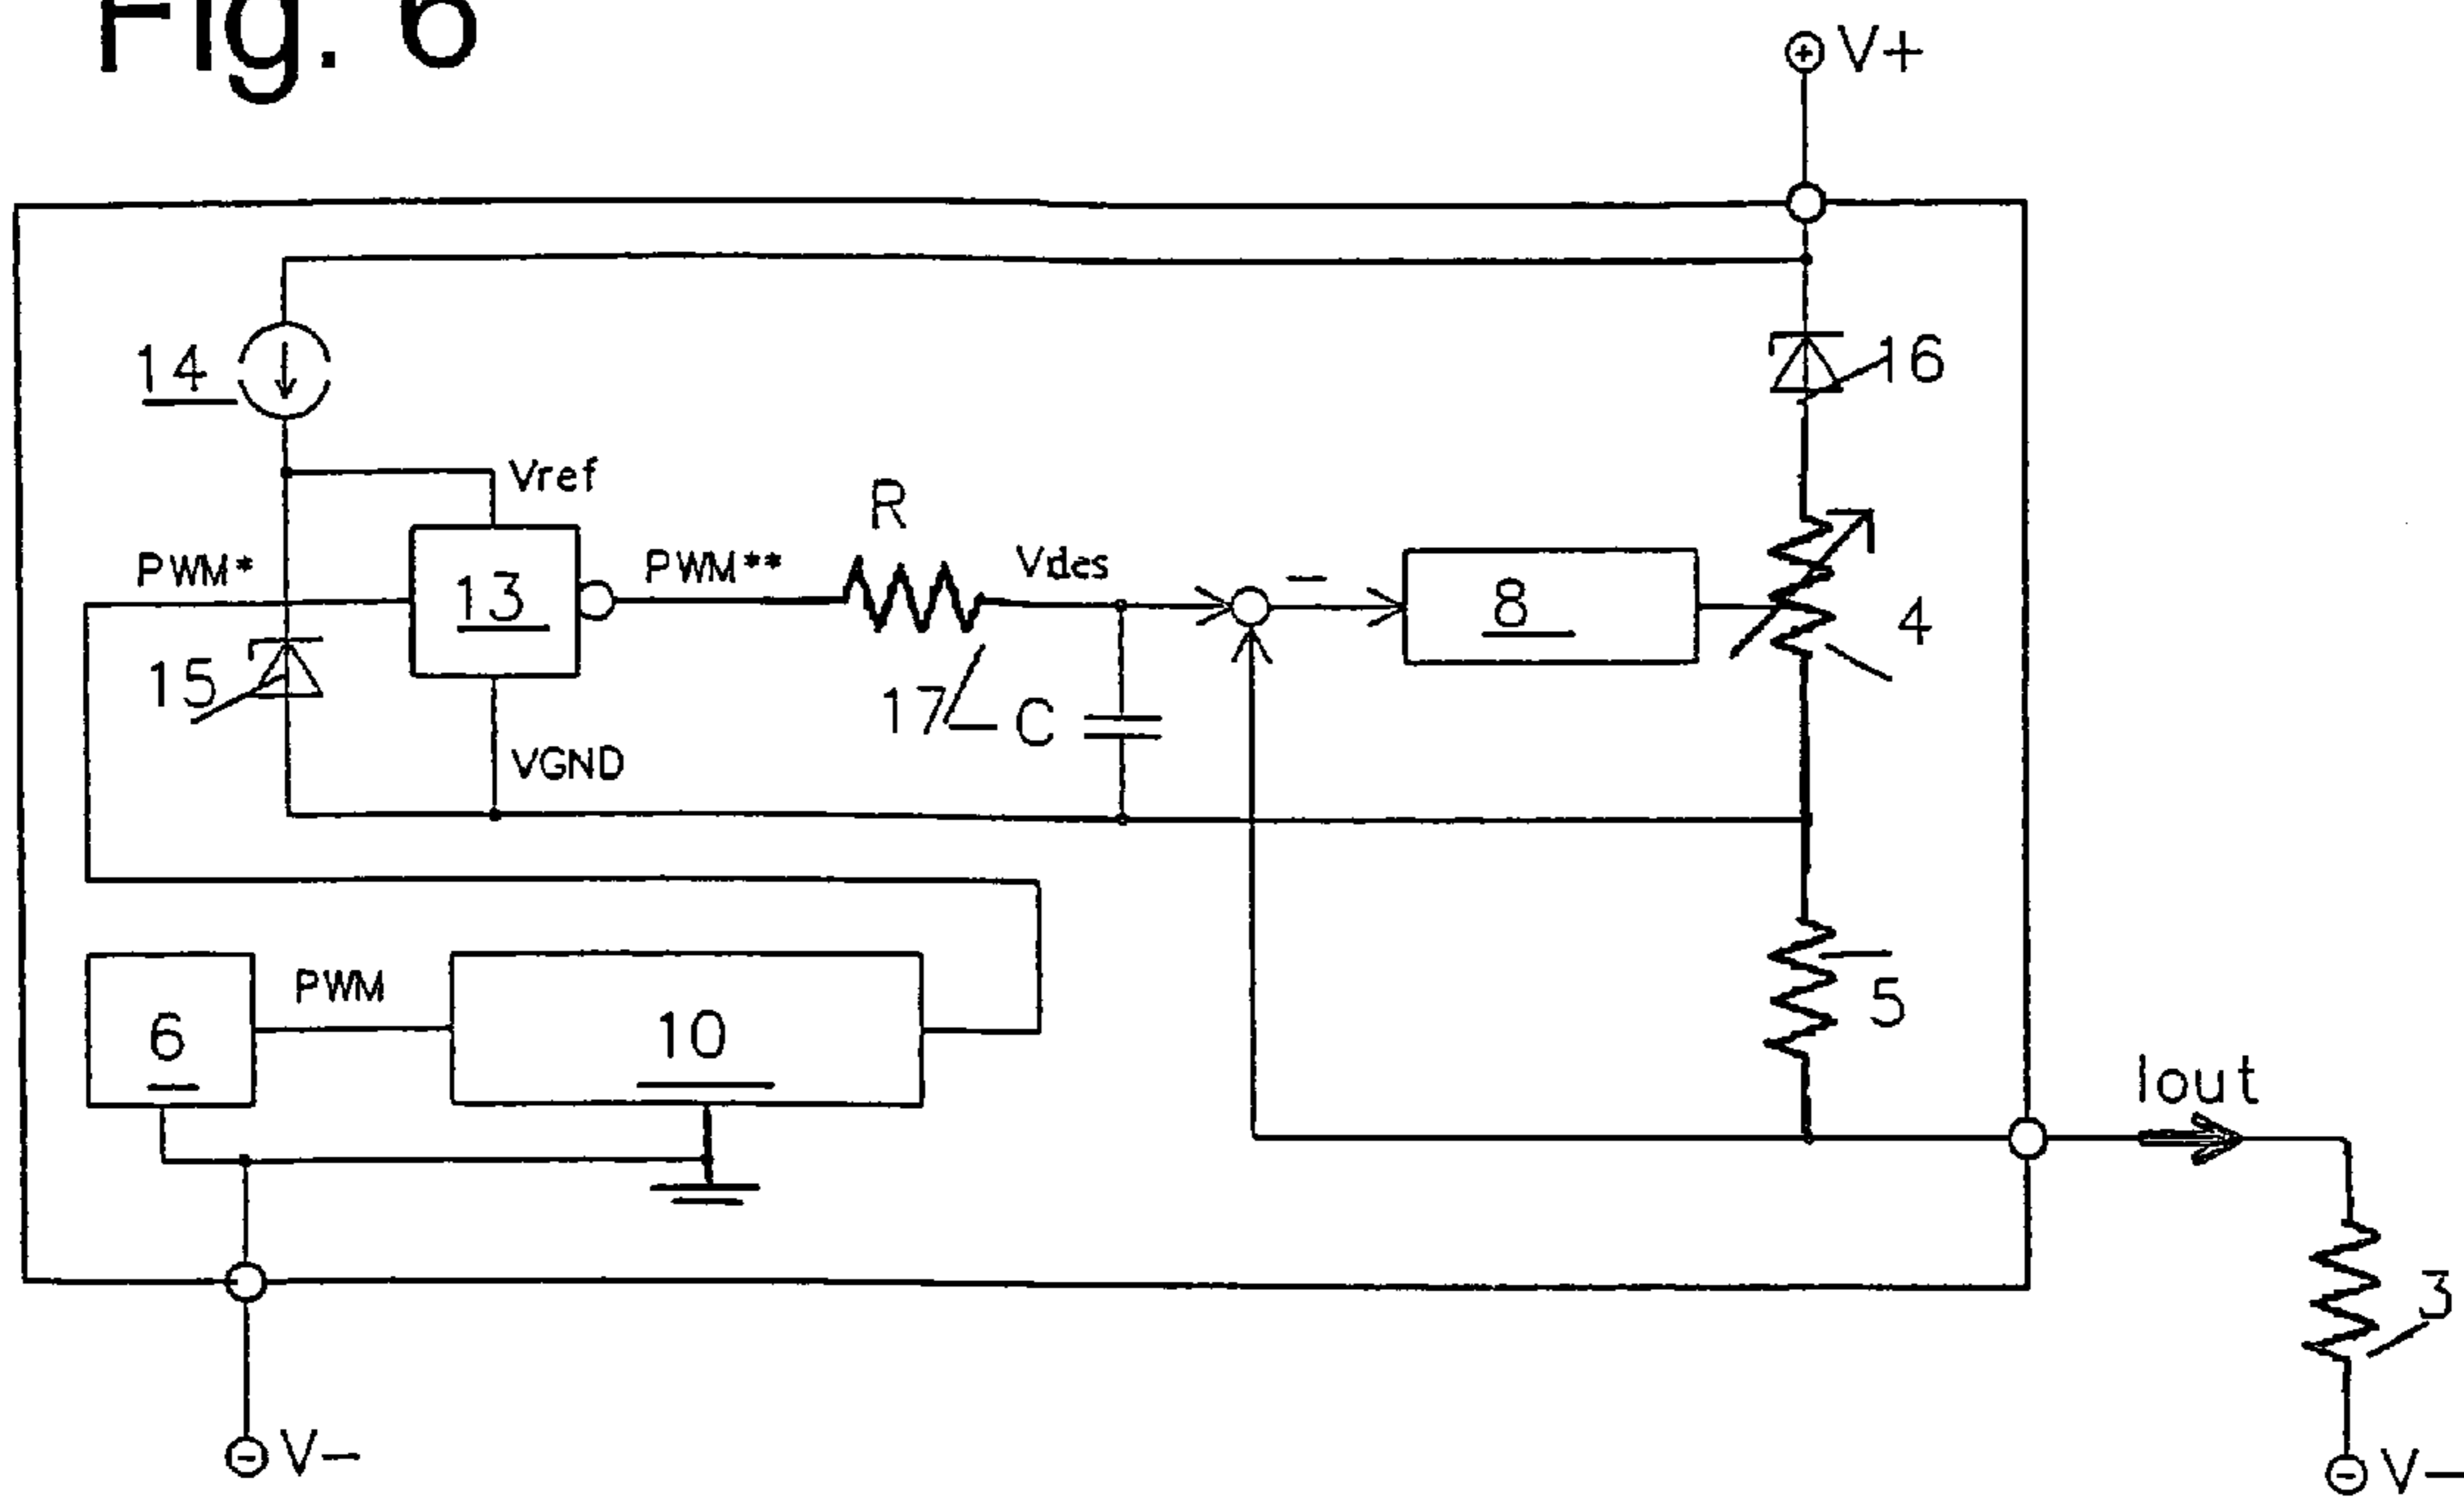 Fig. 6
V+
14
16
Vref
R
PWM*
13
PWM**
Vdes
–
8
4
15
17
C
VGND
6
PWM
10
5
Iout
3
V–
V–